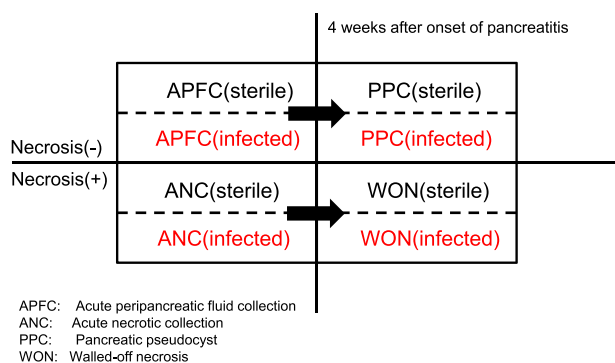 4 weeks after onset of pancreatitis
APFC(sterile) PPC(sterile)
APFC(infected) PPC(infected)
Necrosis(-)
Necrosis(+)
ANC(sterile) WON(sterile)
ANC(infected) WON(infected)
APFC: Acute peripancreatic fluid collection
ANC: Acute necrotic collection
PPC: Pancreatic pseudocyst
WON: Walled-off necrosis